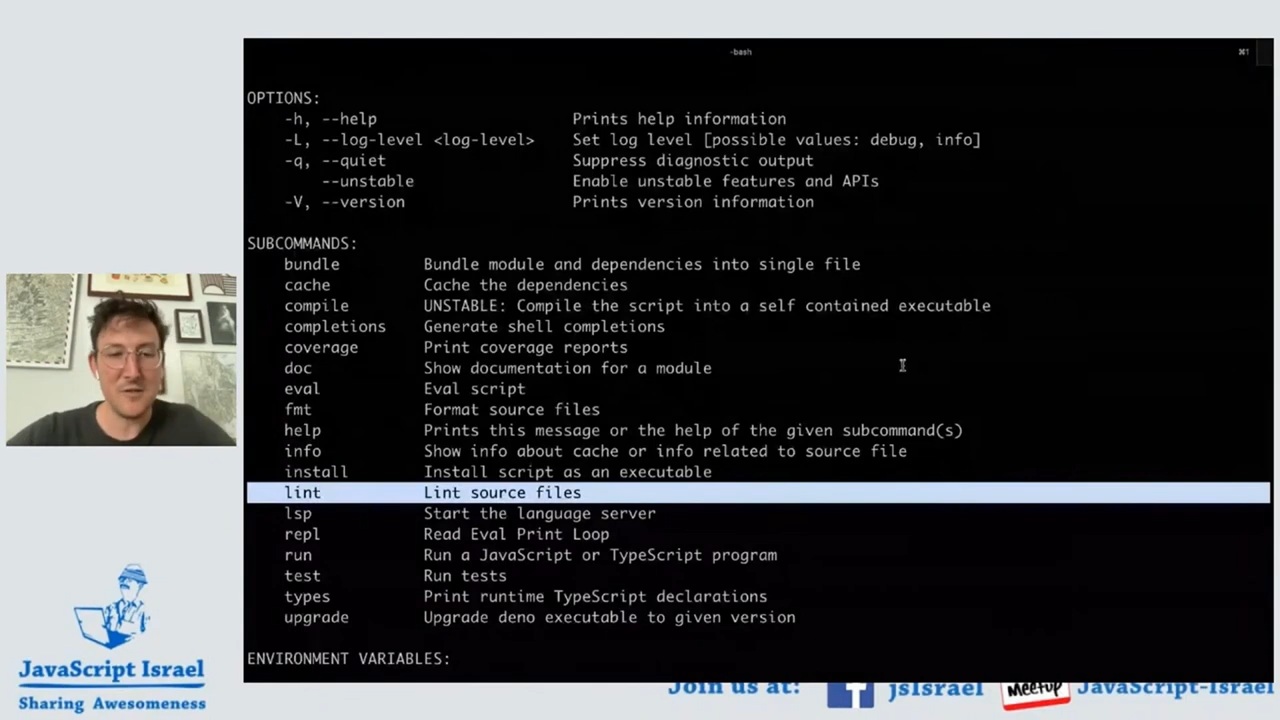 -bash
⌘1
OPTIONS:
-h, --help Prints help information
-L, --log-level <log-level> Set log level [possible values: debug, info]
-q, --quiet Suppress diagnostic output
--unstable Enable unstable features and APIs
-V, --version Prints version information
SUBCOMMANDS:
bundle Bundle module and dependencies into single file
cache Cache the dependencies
compile UNSTABLE: Compile the script into a self contained executable
completions Generate shell completions
coverage Print coverage reports
doc Show documentation for a module
eval Eval script
fmt Format source files
help Prints this message or the help of the given subcommand(s)
info Show info about cache or info related to source file
install Install script as an executable
lint Lint source files
lsp Start the language server
repl Read Eval Print Loop
run Run a JavaScript or TypeScript program
test Run tests
types Print runtime TypeScript declarations
upgrade Upgrade deno executable to given version
ENVIRONMENT VARIABLES:
JavaScript Israel
Sharing Awesomeness
Join us at: f jsIsrael Meetup JavaScript-Israel